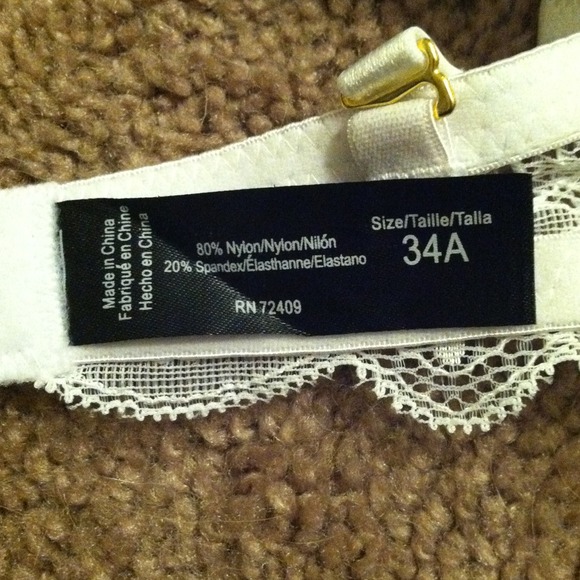 Made in China
Fabriqué en Chine
Hecho en China
80% Nylon/Nylon/Nilón
20% Spandex/Élasthanne/Elastano
RN 72409
Size/Taille/Talla
34A